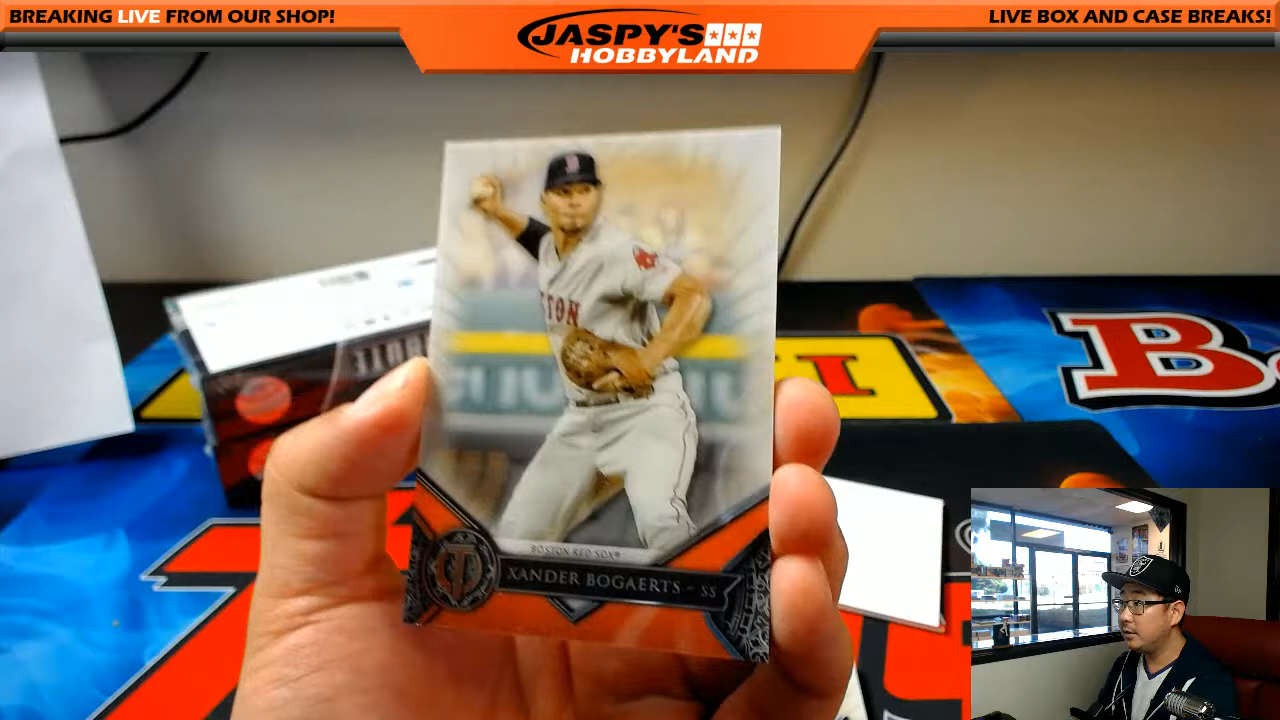 BREAKING LIVE FROM OUR SHOP!
JASPY'S
HOBBYLAND
LIVE BOX AND CASE BREAKS!
BOSTON RED SOX®
XANDER BOGAERTS - SS